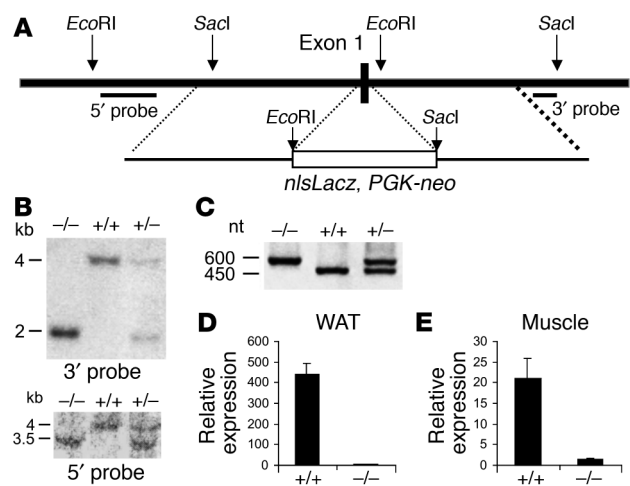 A
EcoRI SacI EcoRI SacI
Exon 1
5′ probe 3′ probe
EcoRI SacI
nlsLacz, PGK-neo
B
kb −/− +/+ +/−
4
2
3′ probe
kb −/− +/+ +/−
4
3.5
5′ probe
C
nt −/− +/+ +/−
600
450
D WAT
Relative expression
600
500
400
300
200
100
0
+/+ −/−
E Muscle
Relative expression
30
25
20
15
10
5
0
+/+ −/−